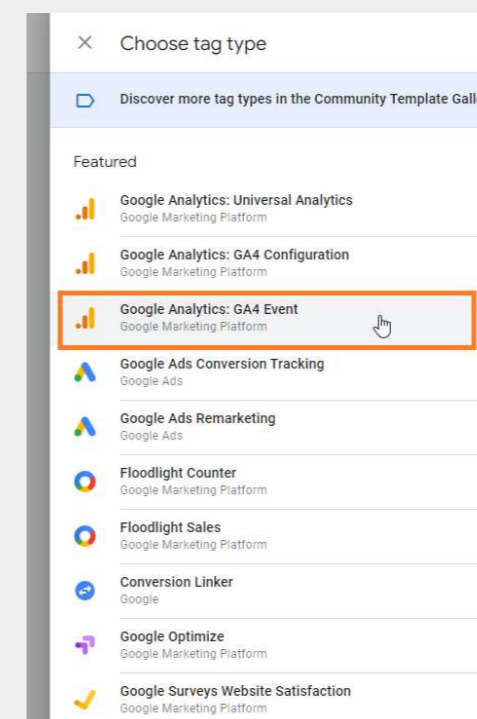 Choose tag type
Discover more tag types in the Community Template
Featured
Google Analytics: Universal Analytics
Google Marketing Platform
Google Analytics: GA4 Configuration
Google Marketing Platform
Google Analytics: GA4 Event
Google Marketing Platform
Google Ads Conversion Tracking
Google Ads
Google Ads Remarketing
Google Ads
Floodlight Counter
Google Marketing Platform
Floodlight Sales
Google Marketing Platform
Conversion Linker
Google
Google Optimize
Google Marketing Platform
Google Surveys Website Satisfaction
Google Marketing Platform